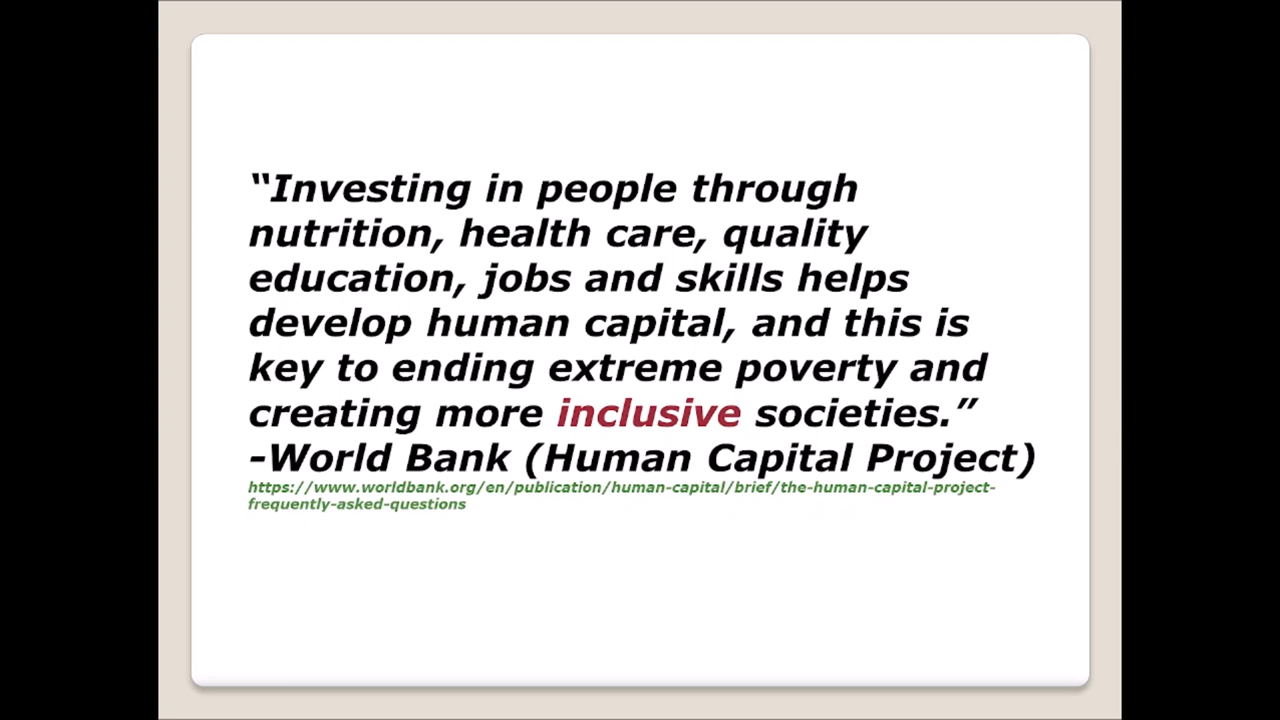 “Investing in people through
nutrition, health care, quality
education, jobs and skills helps
develop human capital, and this is
key to ending extreme poverty and
creating more inclusive societies.”
-World Bank (Human Capital Project)
https://www.worldbank.org/en/publication/human-capital/brief/the-human-capital-project-
frequently-asked-questions